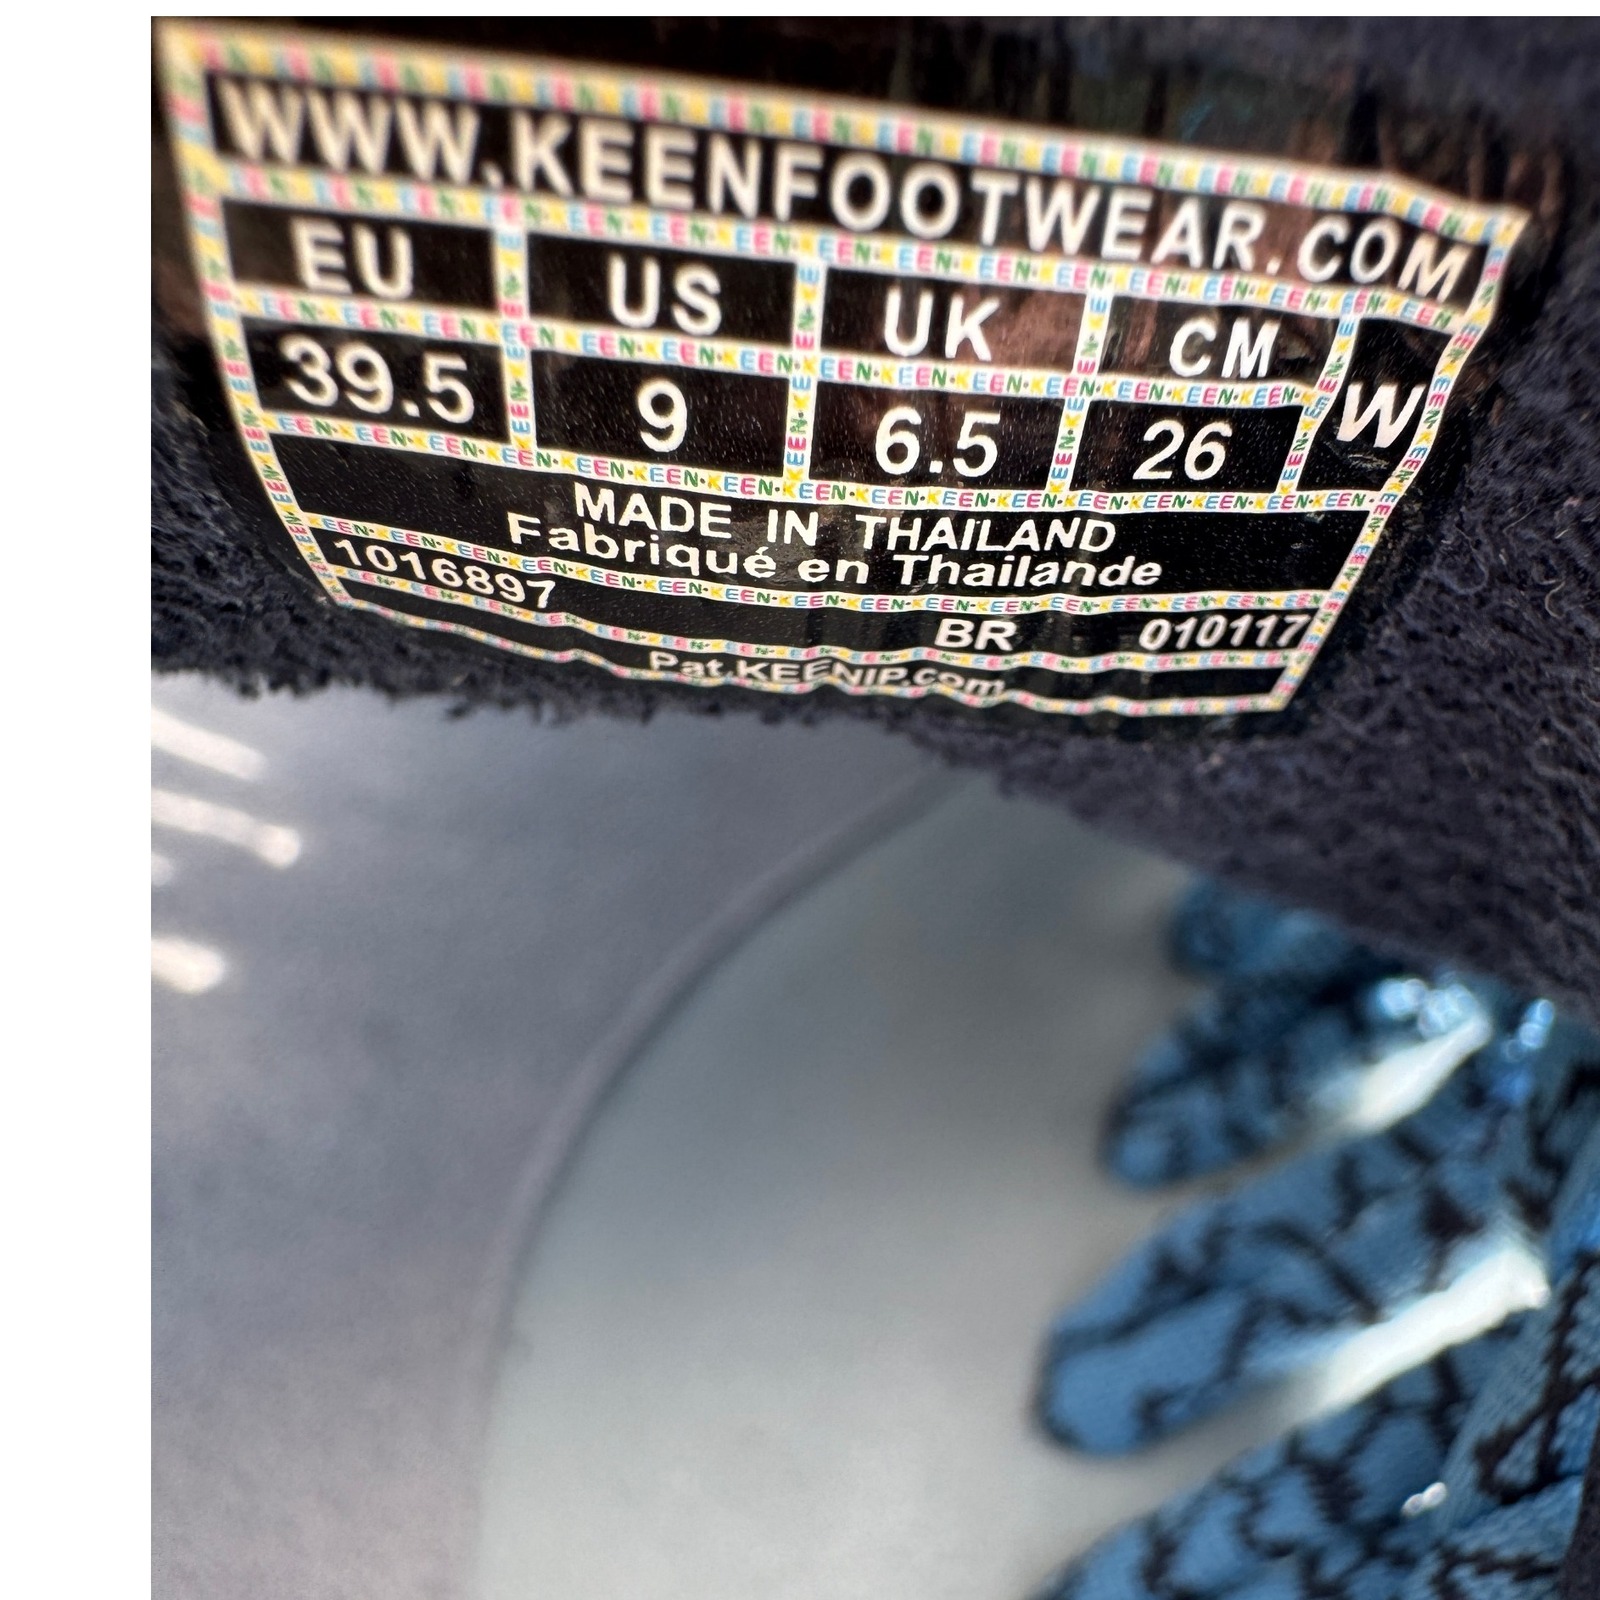 WWW.KEENFOOTWEAR.COM
EU US UK CM W
39.5 9 6.5 26
MADE IN THAILAND
Fabriqué en Thaïlande
1016897 BR 010117
Pat.KEENIP.com